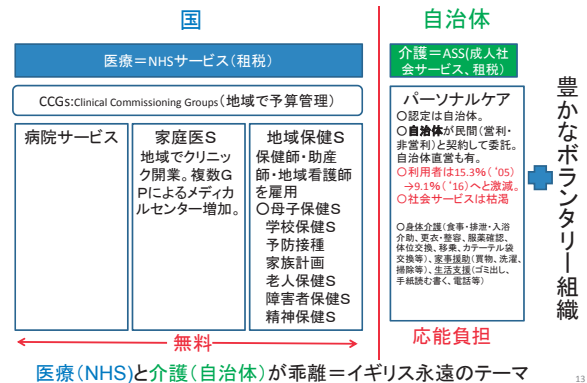 国
自治体
医療＝NHSサービス（租税）
介護＝ASS(成人社
会サービス、租税)
CCGs:Clinical Commissioning Groups（地域で予算管理）
病院サービス
家庭医Ｓ
地域でクリニッ
ク開業。複数Ｇ
Ｐによるメディカ
ルセンター増加。
地域保健Ｓ
保健師・助産
師・地域看護師
を雇用
○母子保健Ｓ
学校保健Ｓ
予防接種
家族計画
老人保健Ｓ
障害者保健Ｓ
精神保健Ｓ
パーソナルケア
○認定は自治体。
○自治体が民間（営利・
非営利）と契約して委託。
自治体直営も有。
○利用者は15.3%（‘05）
→9.1%（‘16）へと激減。
○社会サービスは枯渇
○身体介護（食事・排泄・入浴
介助、更衣・整容、服薬確認、
体位交換、移乗、カテーテル袋
交換等）、家事援助（買物、洗濯、
掃除等）、生活支援（ゴミ出し、
手紙読む書く、電話等）
豊かなボランタリー組織
無料
応能負担
医療（NHS)と介護（自治体）が乖離＝イギリス永遠のテーマ
13